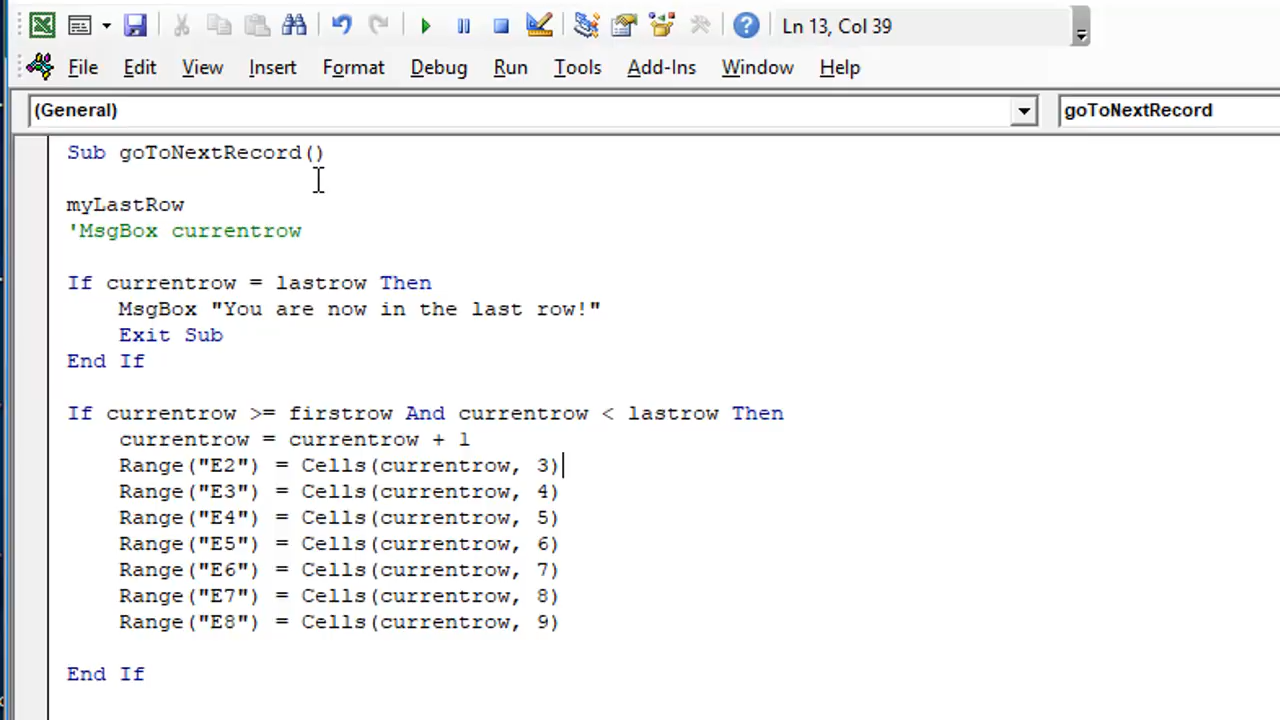 Ln 13, Col 39
File Edit View Insert Format Debug Run Tools Add-Ins Window Help
(General) goToNextRecord
Sub goToNextRecord()
myLastRow
'MsgBox currentrow
If currentrow = lastrow Then
MsgBox "You are now in the last row!"
Exit Sub
End If
If currentrow >= firstrow And currentrow < lastrow Then
currentrow = currentrow + 1
Range("E2") = Cells(currentrow, 3)
Range("E3") = Cells(currentrow, 4)
Range("E4") = Cells(currentrow, 5)
Range("E5") = Cells(currentrow, 6)
Range("E6") = Cells(currentrow, 7)
Range("E7") = Cells(currentrow, 8)
Range("E8") = Cells(currentrow, 9)
End If